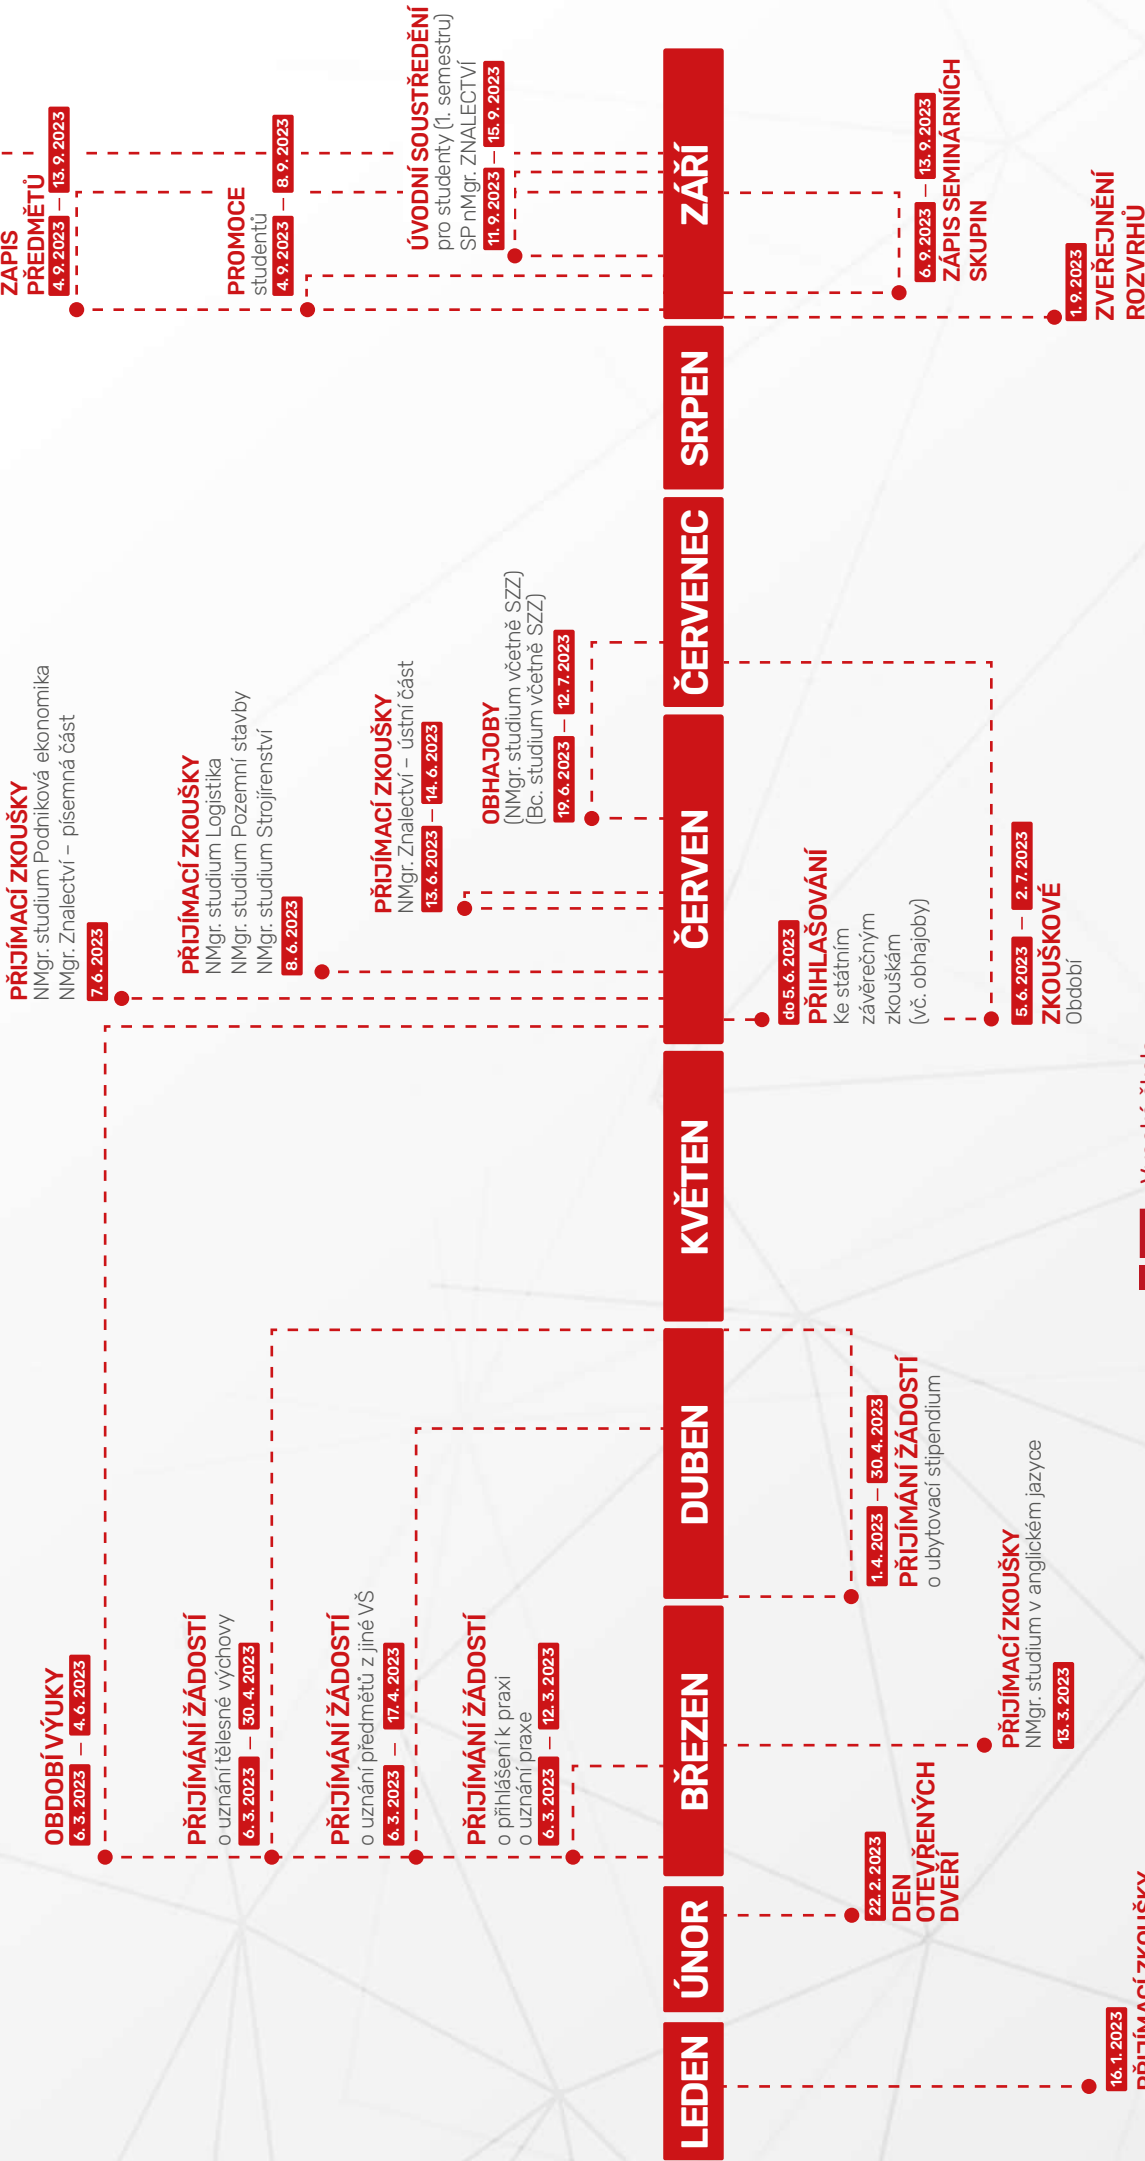 OBDOBÍ VÝUKY
6. 3. 2023 — 4. 6. 2023
PŘIJÍMÁNÍ ŽÁDOSTÍ
o uznání tělesné výchovy
6. 3. 2023 — 30. 4. 2023
PŘIJÍMÁNÍ ŽÁDOSTÍ
o uznání předmětů z jiné VŠ
6. 3. 2023 — 17. 4. 2023
PŘIJÍMÁNÍ ŽÁDOSTÍ
o přihlášení k praxi
o uznání praxe
6. 3. 2023 — 12. 3. 2023
PŘIJÍMACÍ ZKOUŠKY
NMgr. studium Podniková ekonomika
NMgr. Znalectví – písemná část
7. 6. 2023
PŘIJÍMACÍ ZKOUŠKY
NMgr. studium Logistika
NMgr. studium Pozemní stavby
NMgr. studium Strojírenství
8. 6. 2023
PŘIJÍMACÍ ZKOUŠKY
NMgr. Znalectví – ústní část
13. 6. 2023 — 14. 6. 2023
OBHAJOBY
(NMgr. studium včetně SZZ)
(Bc. studium včetně SZZ)
19. 6. 2023 — 12. 7. 2023
ZÁPIS
PŘEDMĚTŮ
4. 9. 2023 — 13. 9. 2023
PROMOCE
studentů
4. 9. 2023 — 8. 9. 2023
ÚVODNÍ SOUSTŘEDĚNÍ
pro studenty (1. semestru)
SP nMgr. ZNALECTVÍ
11. 9. 2023 — 15. 9. 2023
LEDEN
ÚNOR
BŘEZEN
DUBEN
KVĚTEN
ČERVEN
ČERVENEC
SRPEN
ZÁŘÍ
16. 1. 2023
PŘIJÍMACÍ ZKOUŠKY
22. 2. 2023
DEN
OTEVŘENÝCH
DVEŘÍ
PŘIJÍMACÍ ZKOUŠKY
NMgr. studium v anglickém jazyce
13. 3. 2023
1. 4. 2023 — 30. 4. 2023
PŘIJÍMÁNÍ ŽÁDOSTÍ
o ubytovací stipendium
do 5. 6. 2023
PŘIHLAŠOVÁNÍ
Ke státním
závěrečným
zkouškám
(vč. obhajoby)
5. 6. 2023 — 2. 7. 2023
ZKOUŠKOVÉ
Období
6. 9. 2023 — 13. 9. 2023
ZÁPIS SEMINÁRNÍCH
SKUPIN
1. 9. 2023
ZVEŘEJNĚNÍ
ROZVRHŮ